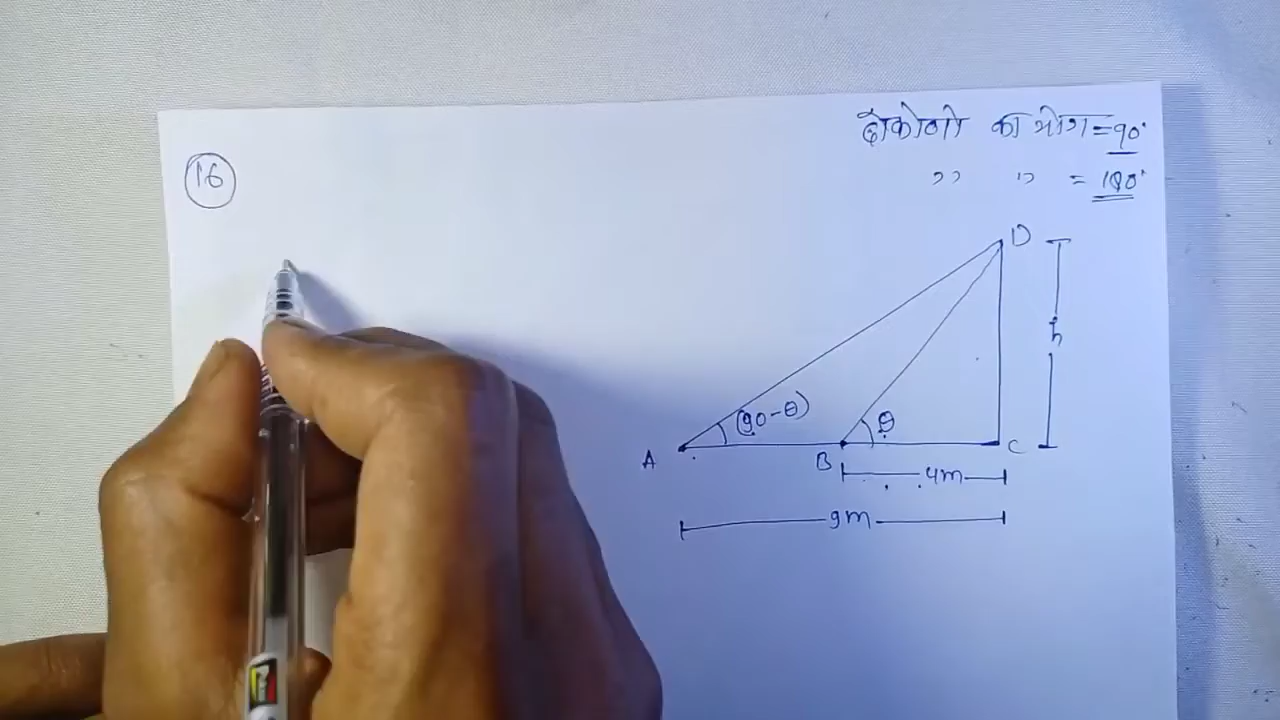 दो कोणो का योग = 90°
(16)
,, ,, = 180°
D
h
(90-θ)
θ
A
B
C
4m
9m